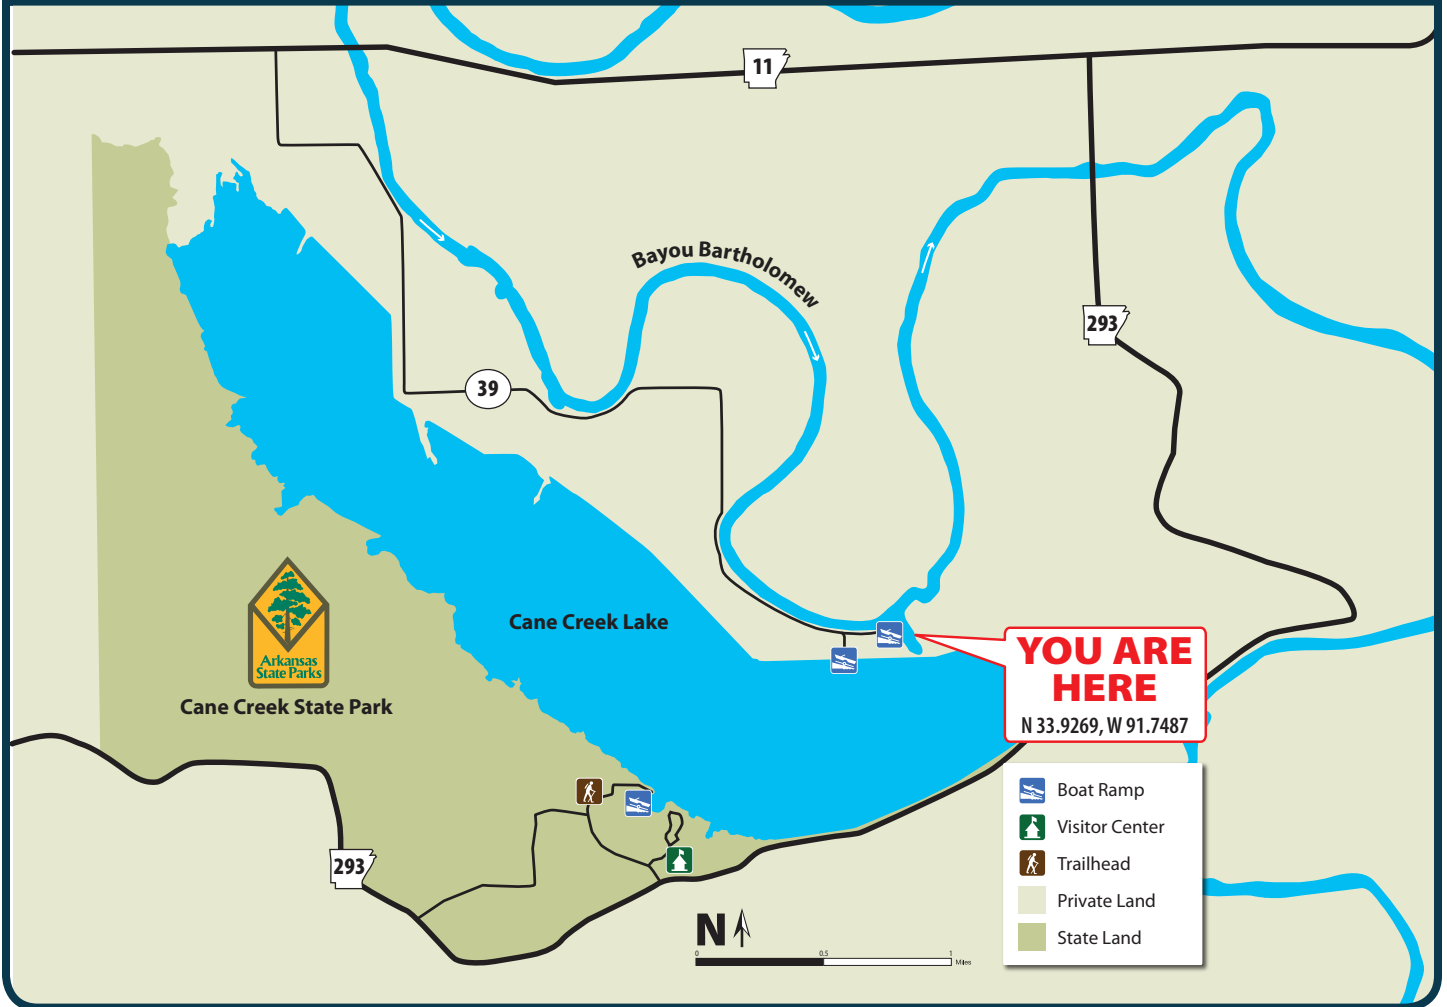 11
Bayou Bartholomew
293
39
Cane Creek Lake
Arkansas
State Parks
Cane Creek State Park
YOU ARE
HERE
N 33.9269, W 91.7487
Boat Ramp
Visitor Center
Trailhead
Private Land
State Land
293
N
0 0.5 1
Miles